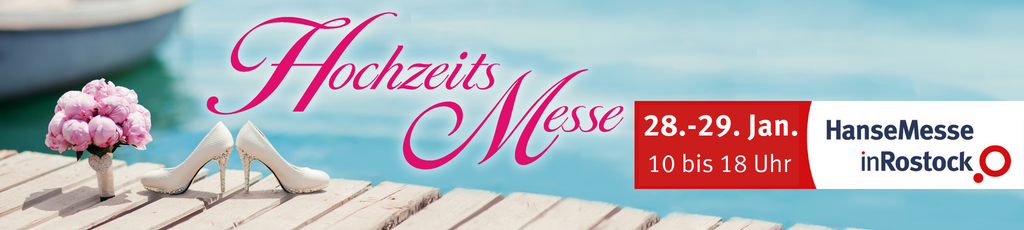 Hochzeits
Messe
28.-29. Jan.
10 bis 18 Uhr
HanseMesse
inRostock